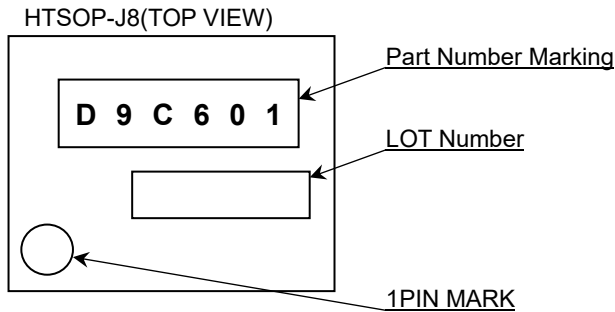 HTSOP-J8(TOP VIEW)
Part Number Marking
D 9 C 6 0 1
LOT Number
1PIN MARK